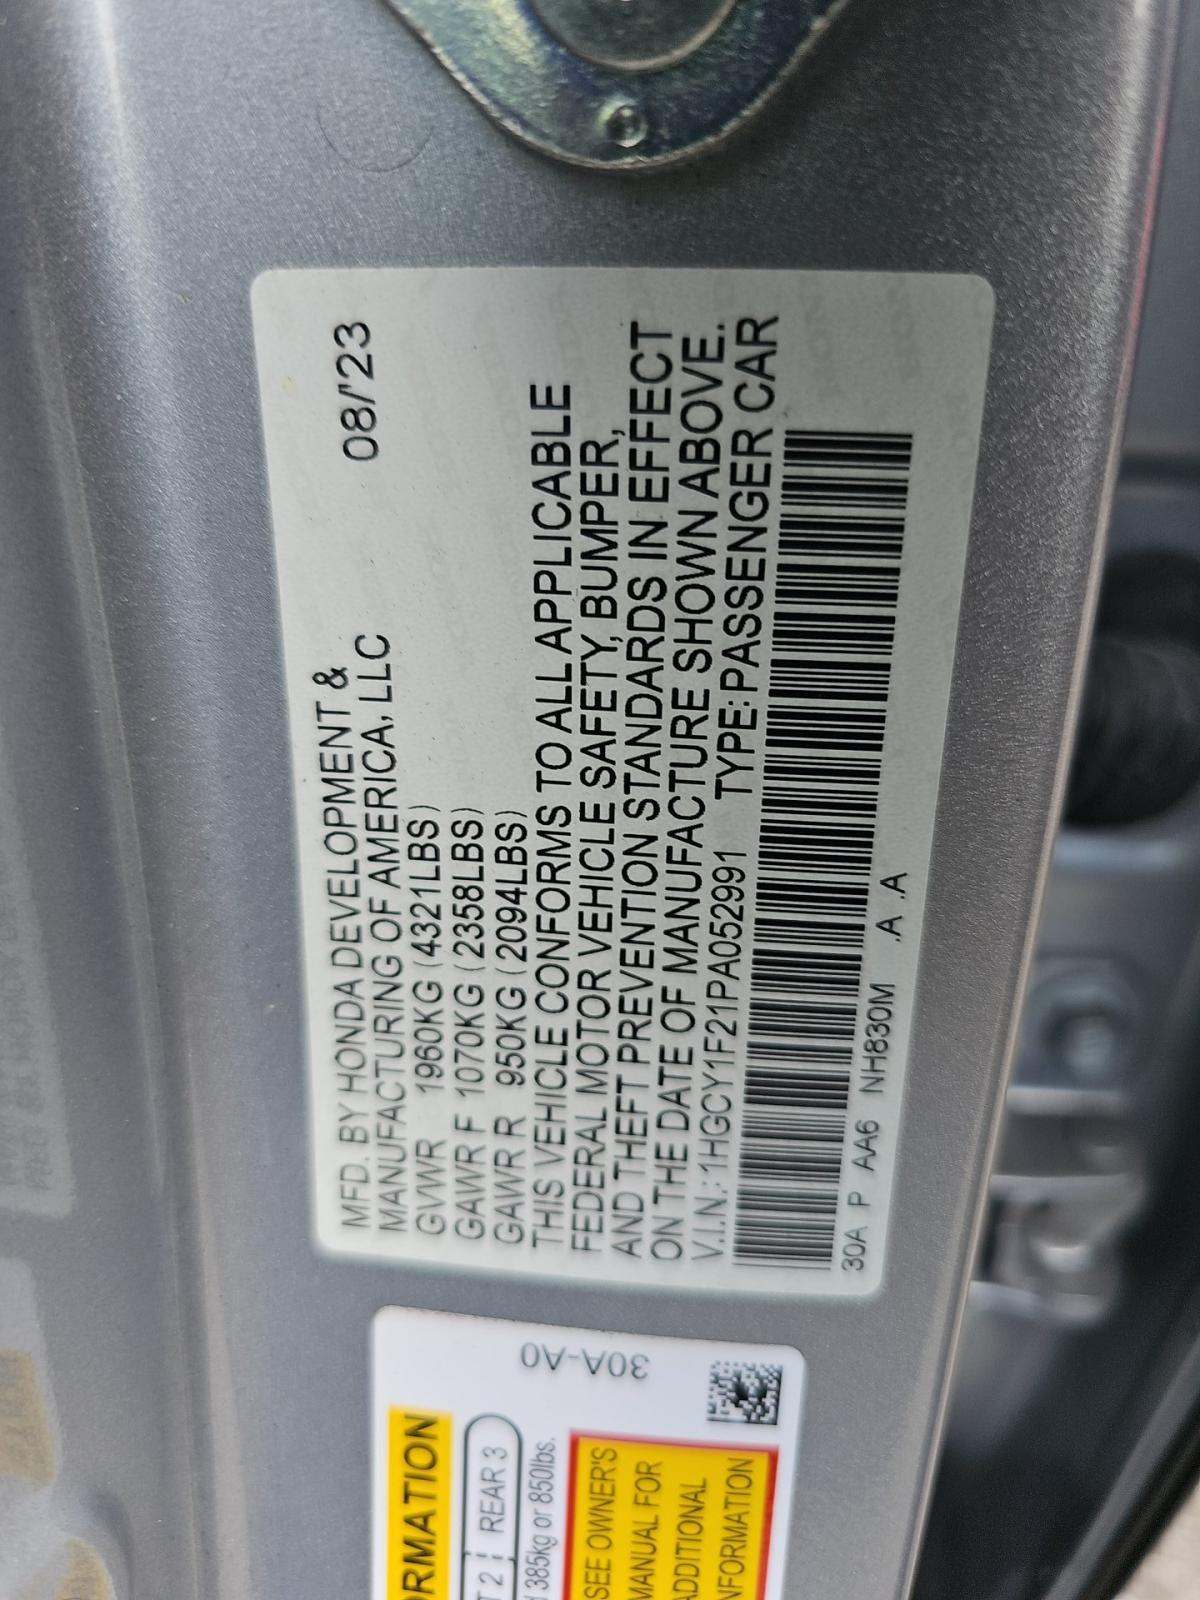 MFD. BY HONDA DEVELOPMENT & 08/'23
MANUFACTURING OF AMERICA, LLC
GVWR 1960KG (4321LBS)
GAWR F 1070KG (2358LBS)
GAWR R 950KG (2094LBS)
THIS VEHICLE CONFORMS TO ALL APPLICABLE
FEDERAL MOTOR VEHICLE SAFETY, BUMPER,
AND THEFT PREVENTION STANDARDS IN EFFECT
ON THE DATE OF MANUFACTURE SHOWN ABOVE.
V.I.N.: 1HGCY1F21PA052991 TYPE: PASSENGER CAR
30A P AA6 NH830M .A .A
30A-A0
ORMATION
T 2 REAR 3
385kg or 850lbs.
SEE OWNER'S
MANUAL FOR
ADDITIONAL
NFORMATION